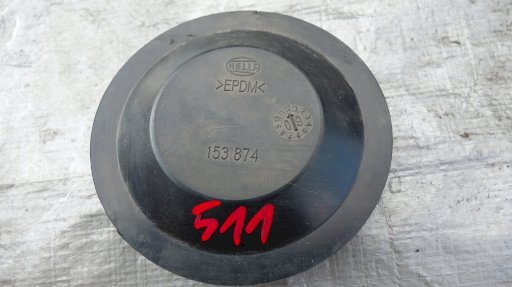 HELLA
>EPDM<
153 874
511